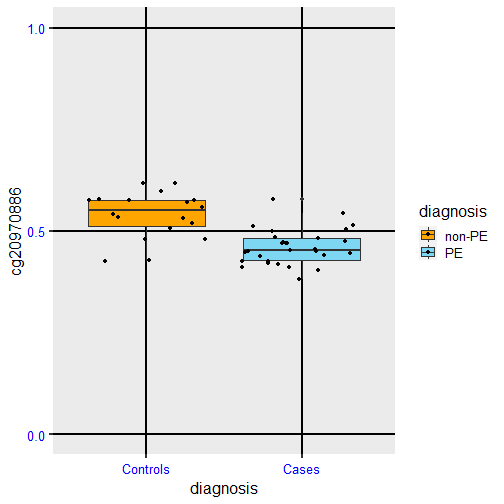 1.0
0.5
0.0
cg20970886
Controls
Cases
diagnosis
diagnosis
non-PE
PE